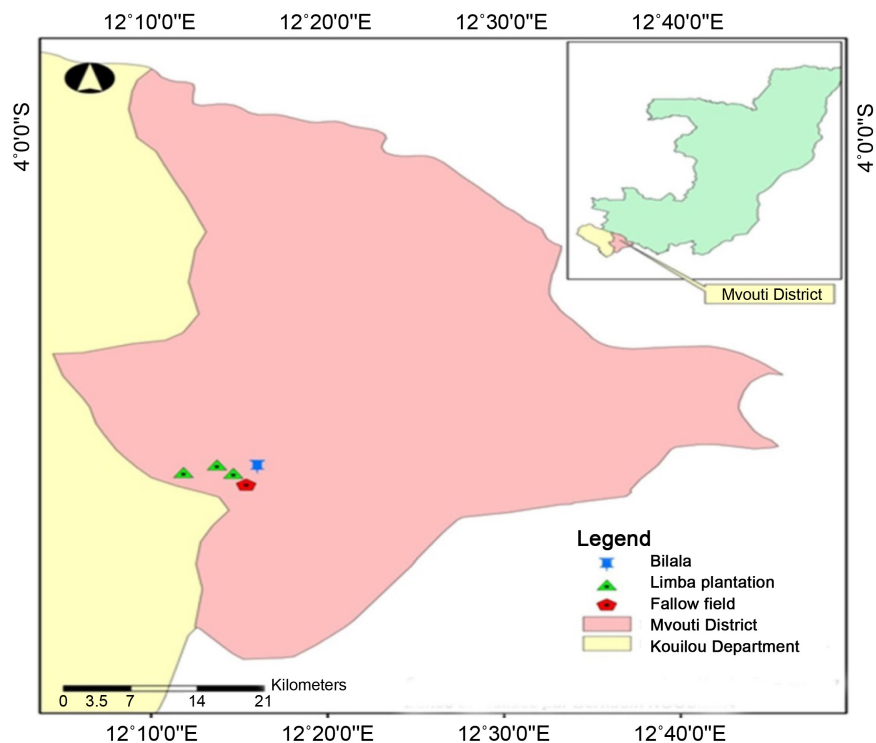 12°10'0"E 12°20'0"E 12°30'0"E 12°40'0"E
4°0'0"S
4°0'0"S
Mvouti District
Legend
Bilala
Limba plantation
Fallow field
Mvouti District
Kouilou Department
Kilometers
0 3.5 7 14 21
12°10'0"E 12°20'0"E 12°30'0"E 12°40'0"E